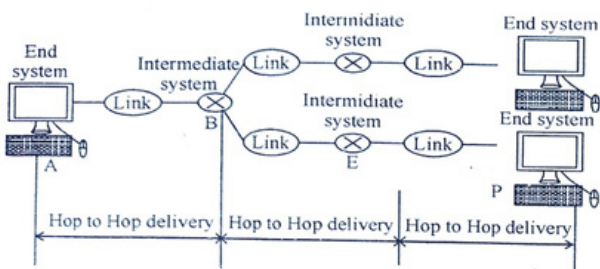 End
system
Link
Intermediate
system
B
A
Link
Intermidiate
system
Link
End system
Link
Intermidiate
system
E
Link
End system
P
Hop to Hop delivery
Hop to Hop delivery
Hop to Hop delivery